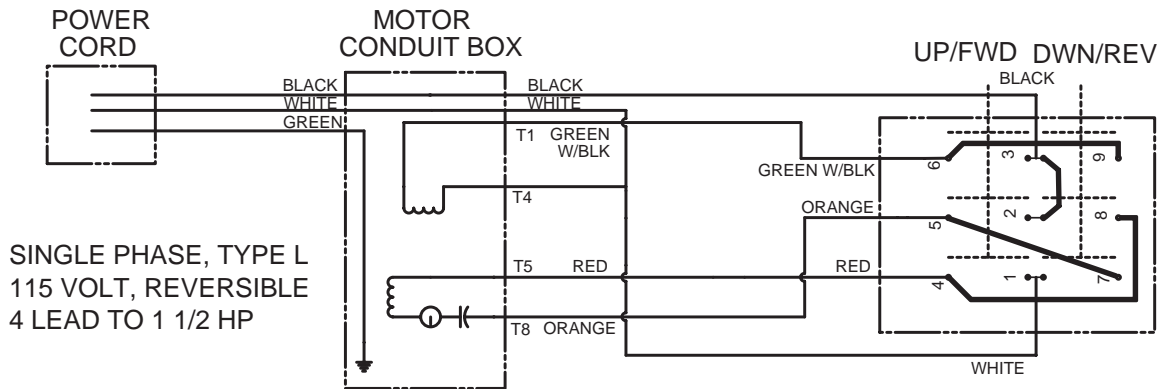 POWER
CORD
MOTOR
CONDUIT BOX
UP/FWD DWN/REV
BLACK
BLACK
BLACK
WHITE
WHITE
GREEN
T1 GREEN
W/BLK
GREEN W/BLK
6
3
9
T4
ORANGE
5
2
8
SINGLE PHASE, TYPE L
115 VOLT, REVERSIBLE
4 LEAD TO 1 1/2 HP
T5 RED
RED
4
1
7
T8 ORANGE
WHITE